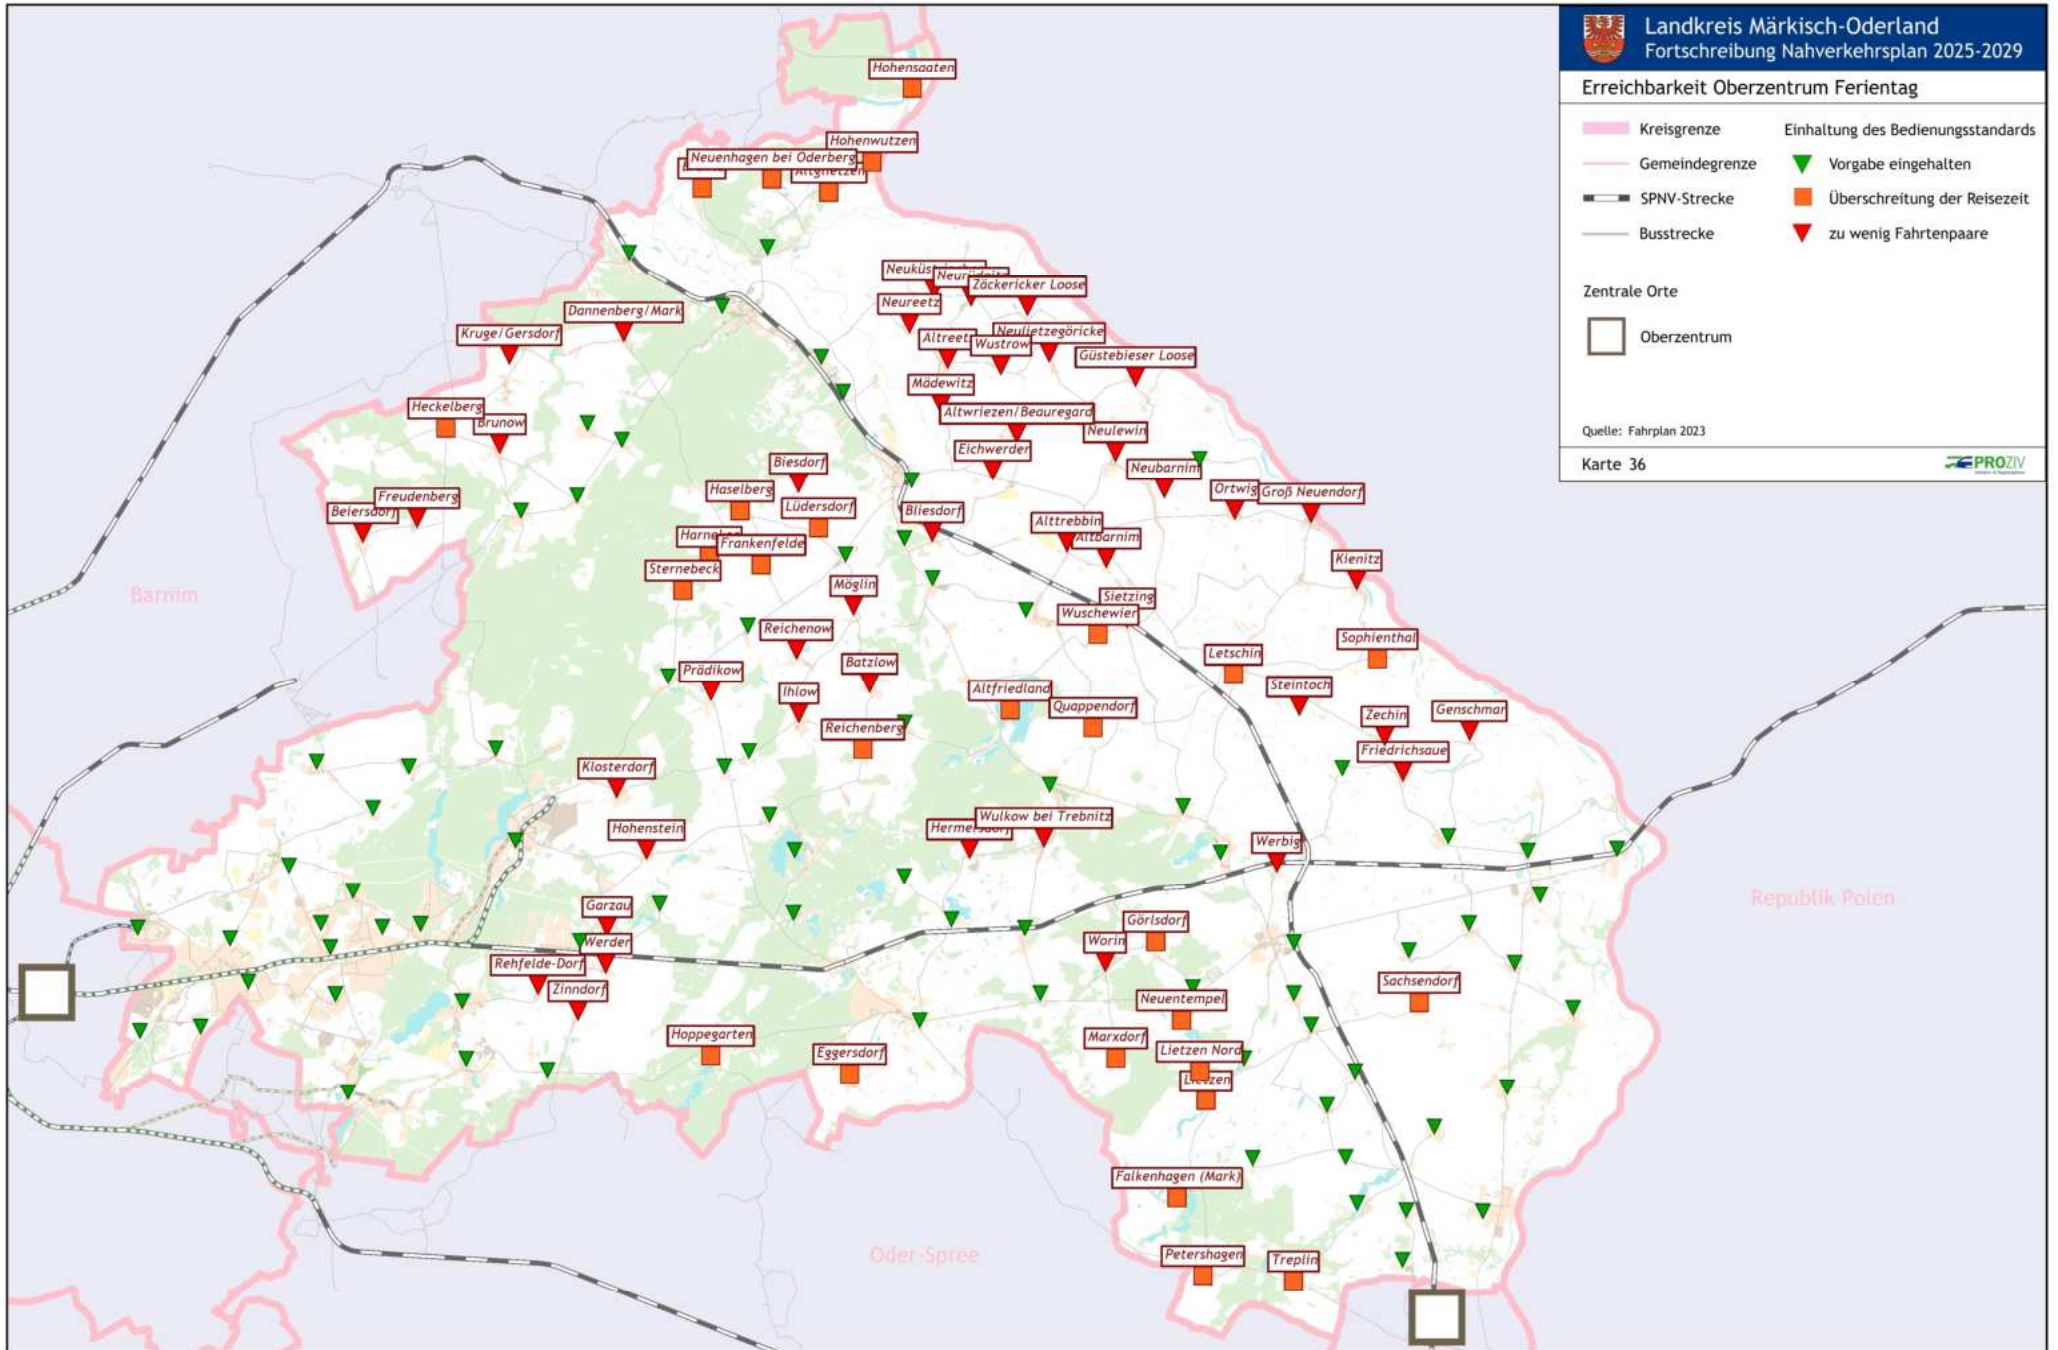 Landkreis Märkisch-Oderland
Fortschreibung Nahverkehrsplan 2025-2029
Erreichbarkeit Oberzentrum Ferientag
Kreisgrenze
Gemeindegrenze
SPNV-Strecke
Busstrecke
Einhaltung des Bedienungsstandards
Vorgabe eingehalten
Überschreitung der Reisezeit
zu wenig Fahrtenpaare
Zentrale Orte
Oberzentrum
Quelle: Fahrplan 2023
Karte 36
PROZIV
Hohensaaten
Hohenwutzen
Neuenhagen bei Oderberg
Altglietzen
Zäckericker Loose
Neureetz
Dannenberg/Mark
Kruge/Gersdorf
Neulietzegöricke
Altreetz
Wustrow
Güstebieser Loose
Mädewitz
Heckelberg
Brunow
Altwriezen/Beauregard
Neulewin
Eichwerder
Biesdorf
Neubarnim
Haselberg
Ortwig
Groß Neuendorf
Freudenberg
Beiersdorf
Lüdersdorf
Bliesdorf
Alttrebbin
Altbarnim
Frankenfelde
Kienitz
Sternebeck
Möglin
Barnim
Sietzing
Wuschewier
Reichenow
Sophienthal
Letschin
Batzlow
Prädikow
Steintoch
Altfriedland
Ihlow
Quappendorf
Genschmar
Zechin
Reichenberg
Friedrichsaue
Klosterdorf
Wulkow bei Trebnitz
Hohenstein
Hermersdorf
Werbig
Republik Polen
Garzau
Görlsdorf
Werder
Worin
Rehfelde-Dorf
Sachsendorf
Zinndorf
Neuentempel
Hoppegarten
Marxdorf
Eggersdorf
Lietzen Nord
Lietzen
Falkenhagen (Mark)
Oder-Spree
Petershagen
Treplin